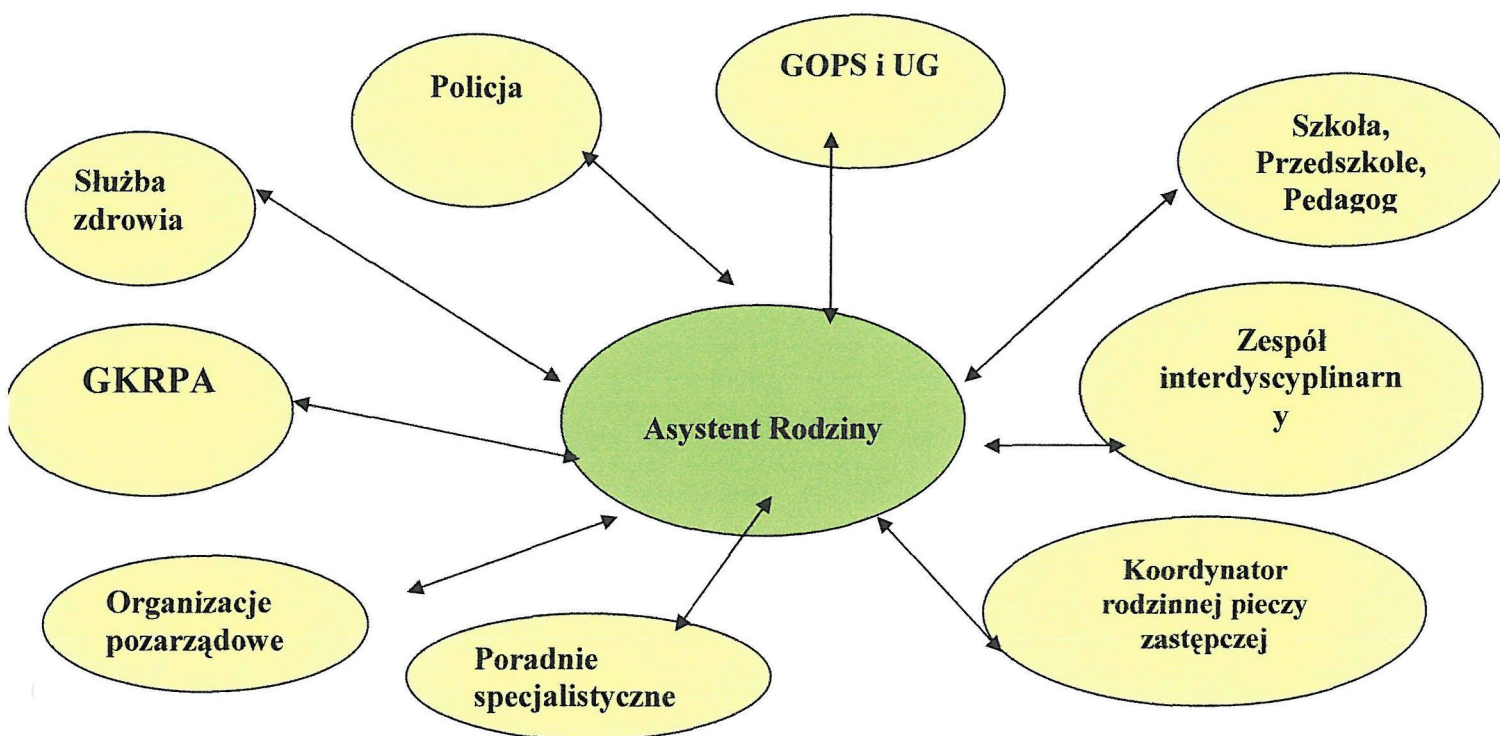 Policja
GOPS i UG
Szkoła,
Przedszkole,
Pedagog
Służba
zdrowia
GKRPA
Zespół
interdyscyplinarn
y
Asystent Rodziny
Koordynator
rodzinnej pieczy
zastępczej
Organizacje
pozarządowe
Poradnie
specjalistyczne